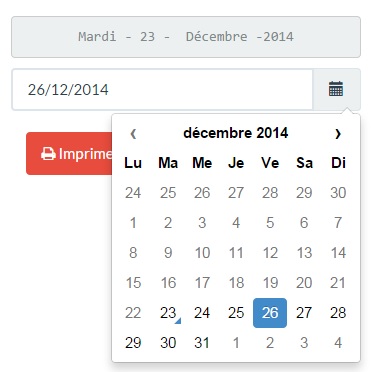 Mardi - 23 -  Décembre -2014
26/12/2014
‹ décembre 2014 ›
Imprime
Lu Ma Me Je Ve Sa Di
24 25 26 27 28 29 30
1 2 3 4 5 6 7
8 9 10 11 12 13 14
15 16 17 18 19 20 21
22 23 24 25 26 27 28
29 30 31 1 2 3 4